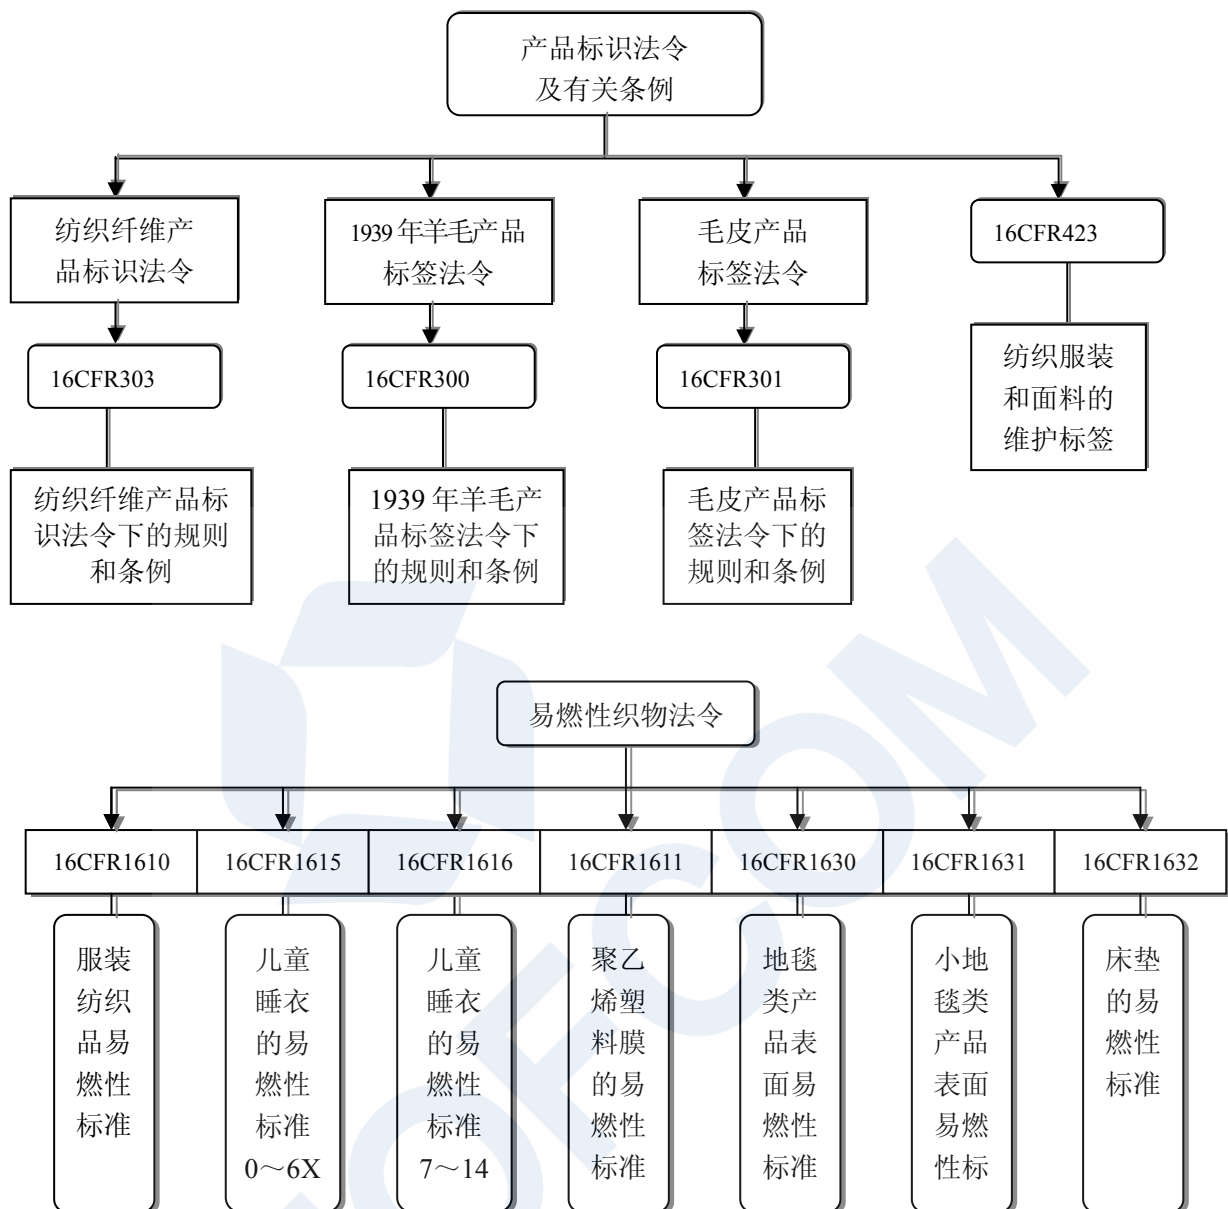 产品标识法令
及有关条例
纺织纤维产
品标识法令
1939 年羊毛产品
标签法令
毛皮产品
标签法令
16CFR423
16CFR303
16CFR300
16CFR301
纺织服装
和面料的
维护标签
纺织纤维产品标
识法令下的规则
和条例
1939 年羊毛产
品标签法令下
的规则和条例
毛皮产品标
签法令下的
规则和条例
易燃性织物法令
16CFR1610
16CFR1615
16CFR1616
16CFR1611
16CFR1630
16CFR1631
16CFR1632
服装
纺织
品易
燃性
标准
儿童
睡衣
的易
燃性
标准
0～6X
儿童
睡衣
的易
燃性
标准
7～14
聚乙
烯塑
料膜
的易
燃性
标准
地毯
类产
品表
面易
燃性
标准
小地
毯类
产品
表面
易燃
性标
床垫
的易
燃性
标准
OFCOM